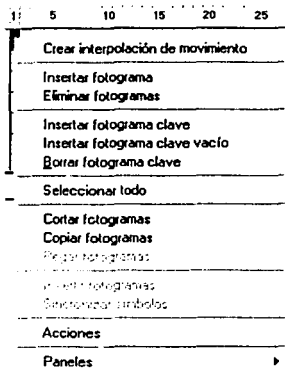 1 5 10 15 20 25
Crear interpolación de movimiento
Insertar fotograma
Eliminar fotogramas
Insertar fotograma clave
Insertar fotograma clave vacío
Borrar fotograma clave
Seleccionar todo
Cortar fotogramas
Copiar fotogramas
Pegar fotogramas
fotogramas
Sincronizar símbolos
Acciones
Paneles